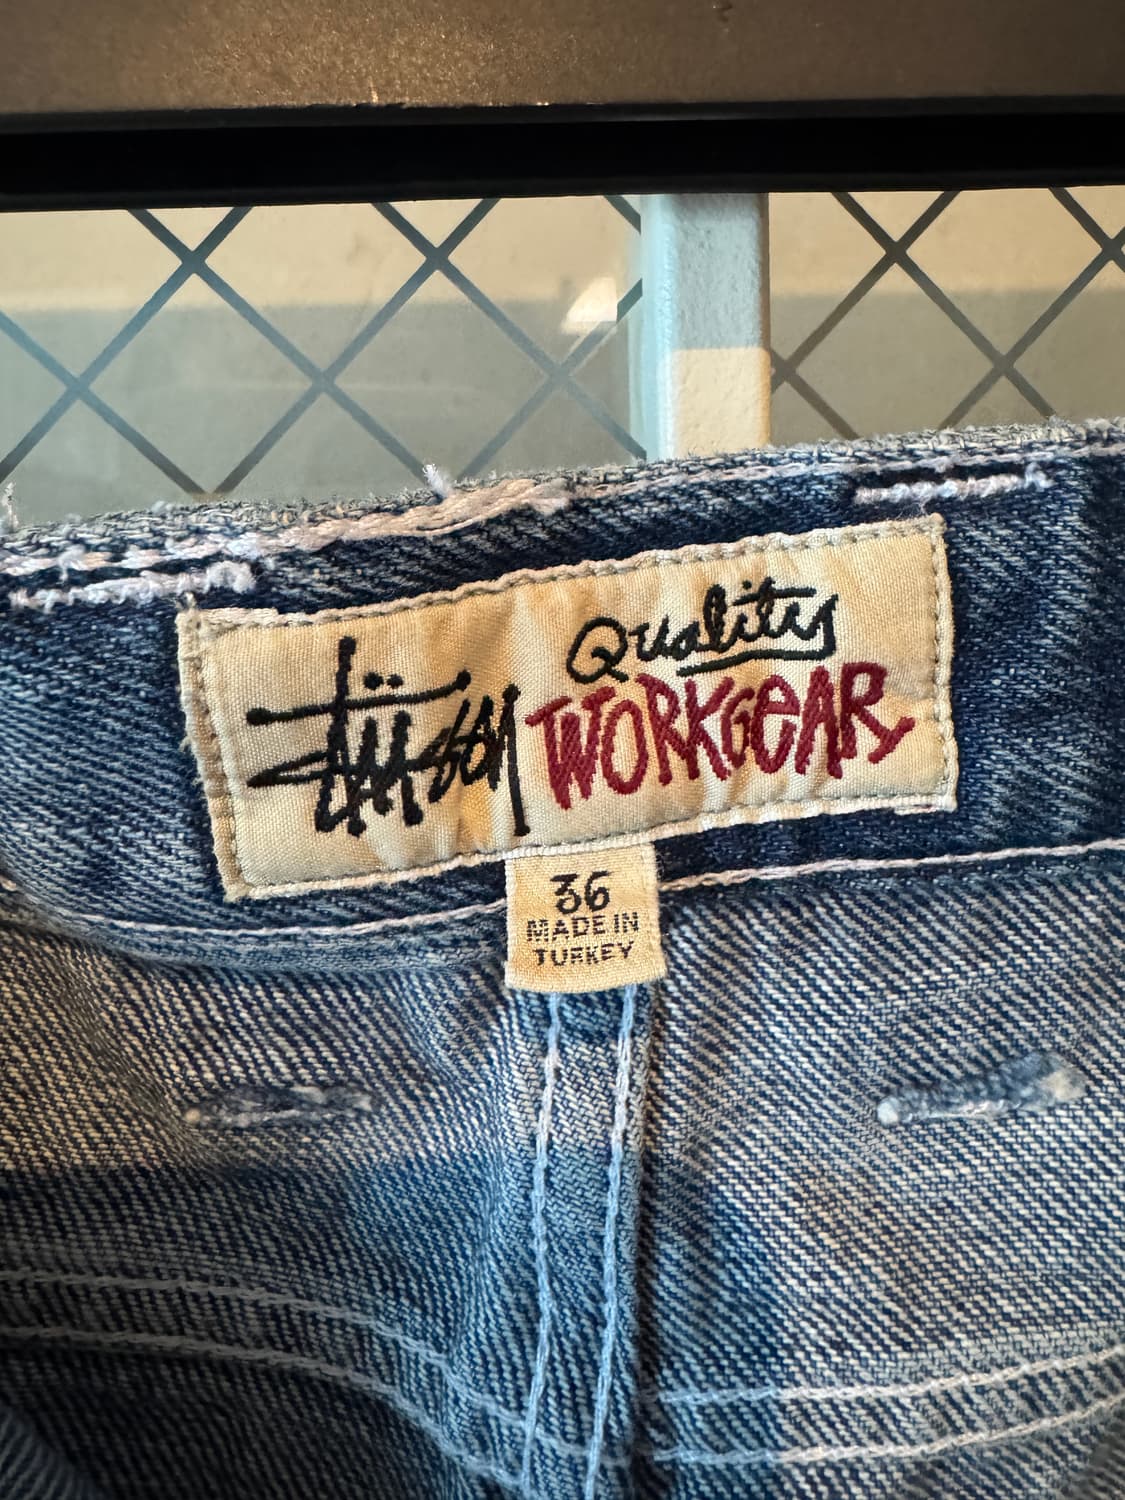 Stüssy Quality
WORKGEAR
36
MADE IN
TURKEY